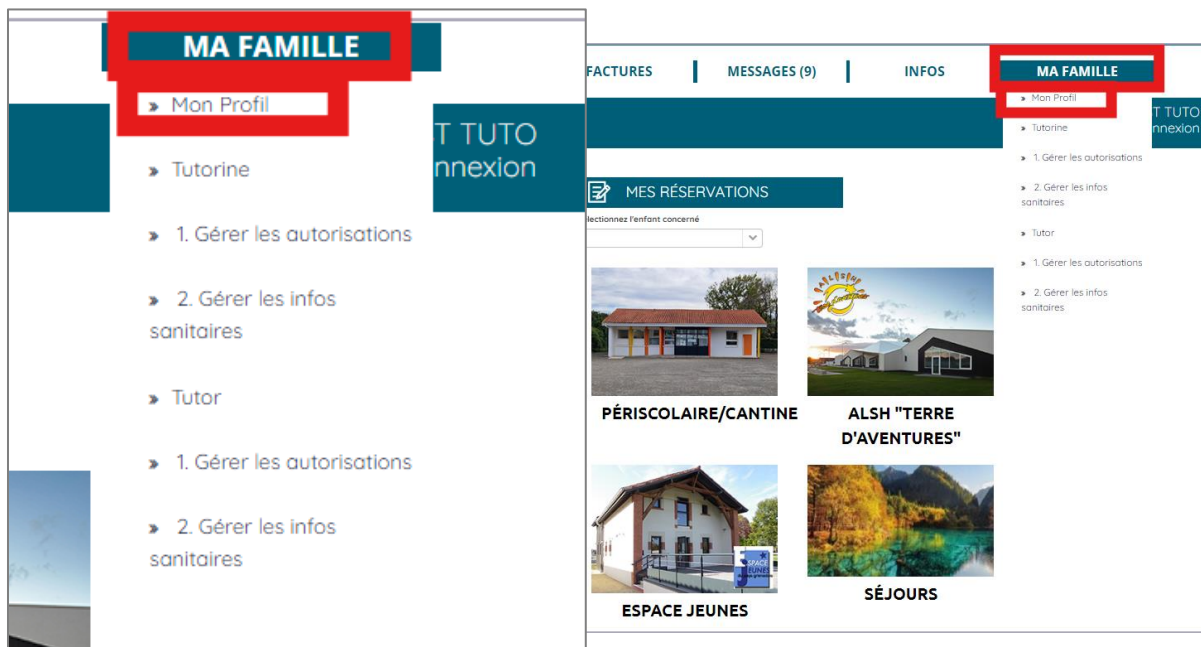 MA FAMILLE
» Mon Profil
T TUTO
nnexion
» Tutorine
» 1. Gérer les autorisations
» 2. Gérer les infos
sanitaires
» Tutor
» 1. Gérer les autorisations
» 2. Gérer les infos
sanitaires
FACTURES
MESSAGES (9)
INFOS
MA FAMILLE
» Mon Profil
T TUTO
nnexion
» Tutorine
» 1. Gérer les autorisations
» 2. Gérer les infos
sanitaires
» Tutor
» 1. Gérer les autorisations
» 2. Gérer les infos
sanitaires
MES RÉSERVATIONS
lectionnez l'enfant concerné
PÉRISCOLAIRE/CANTINE
ALSH "TERRE
D'AVENTURES"
ESPACE
JEUNES
ESPACE JEUNES
SÉJOURS